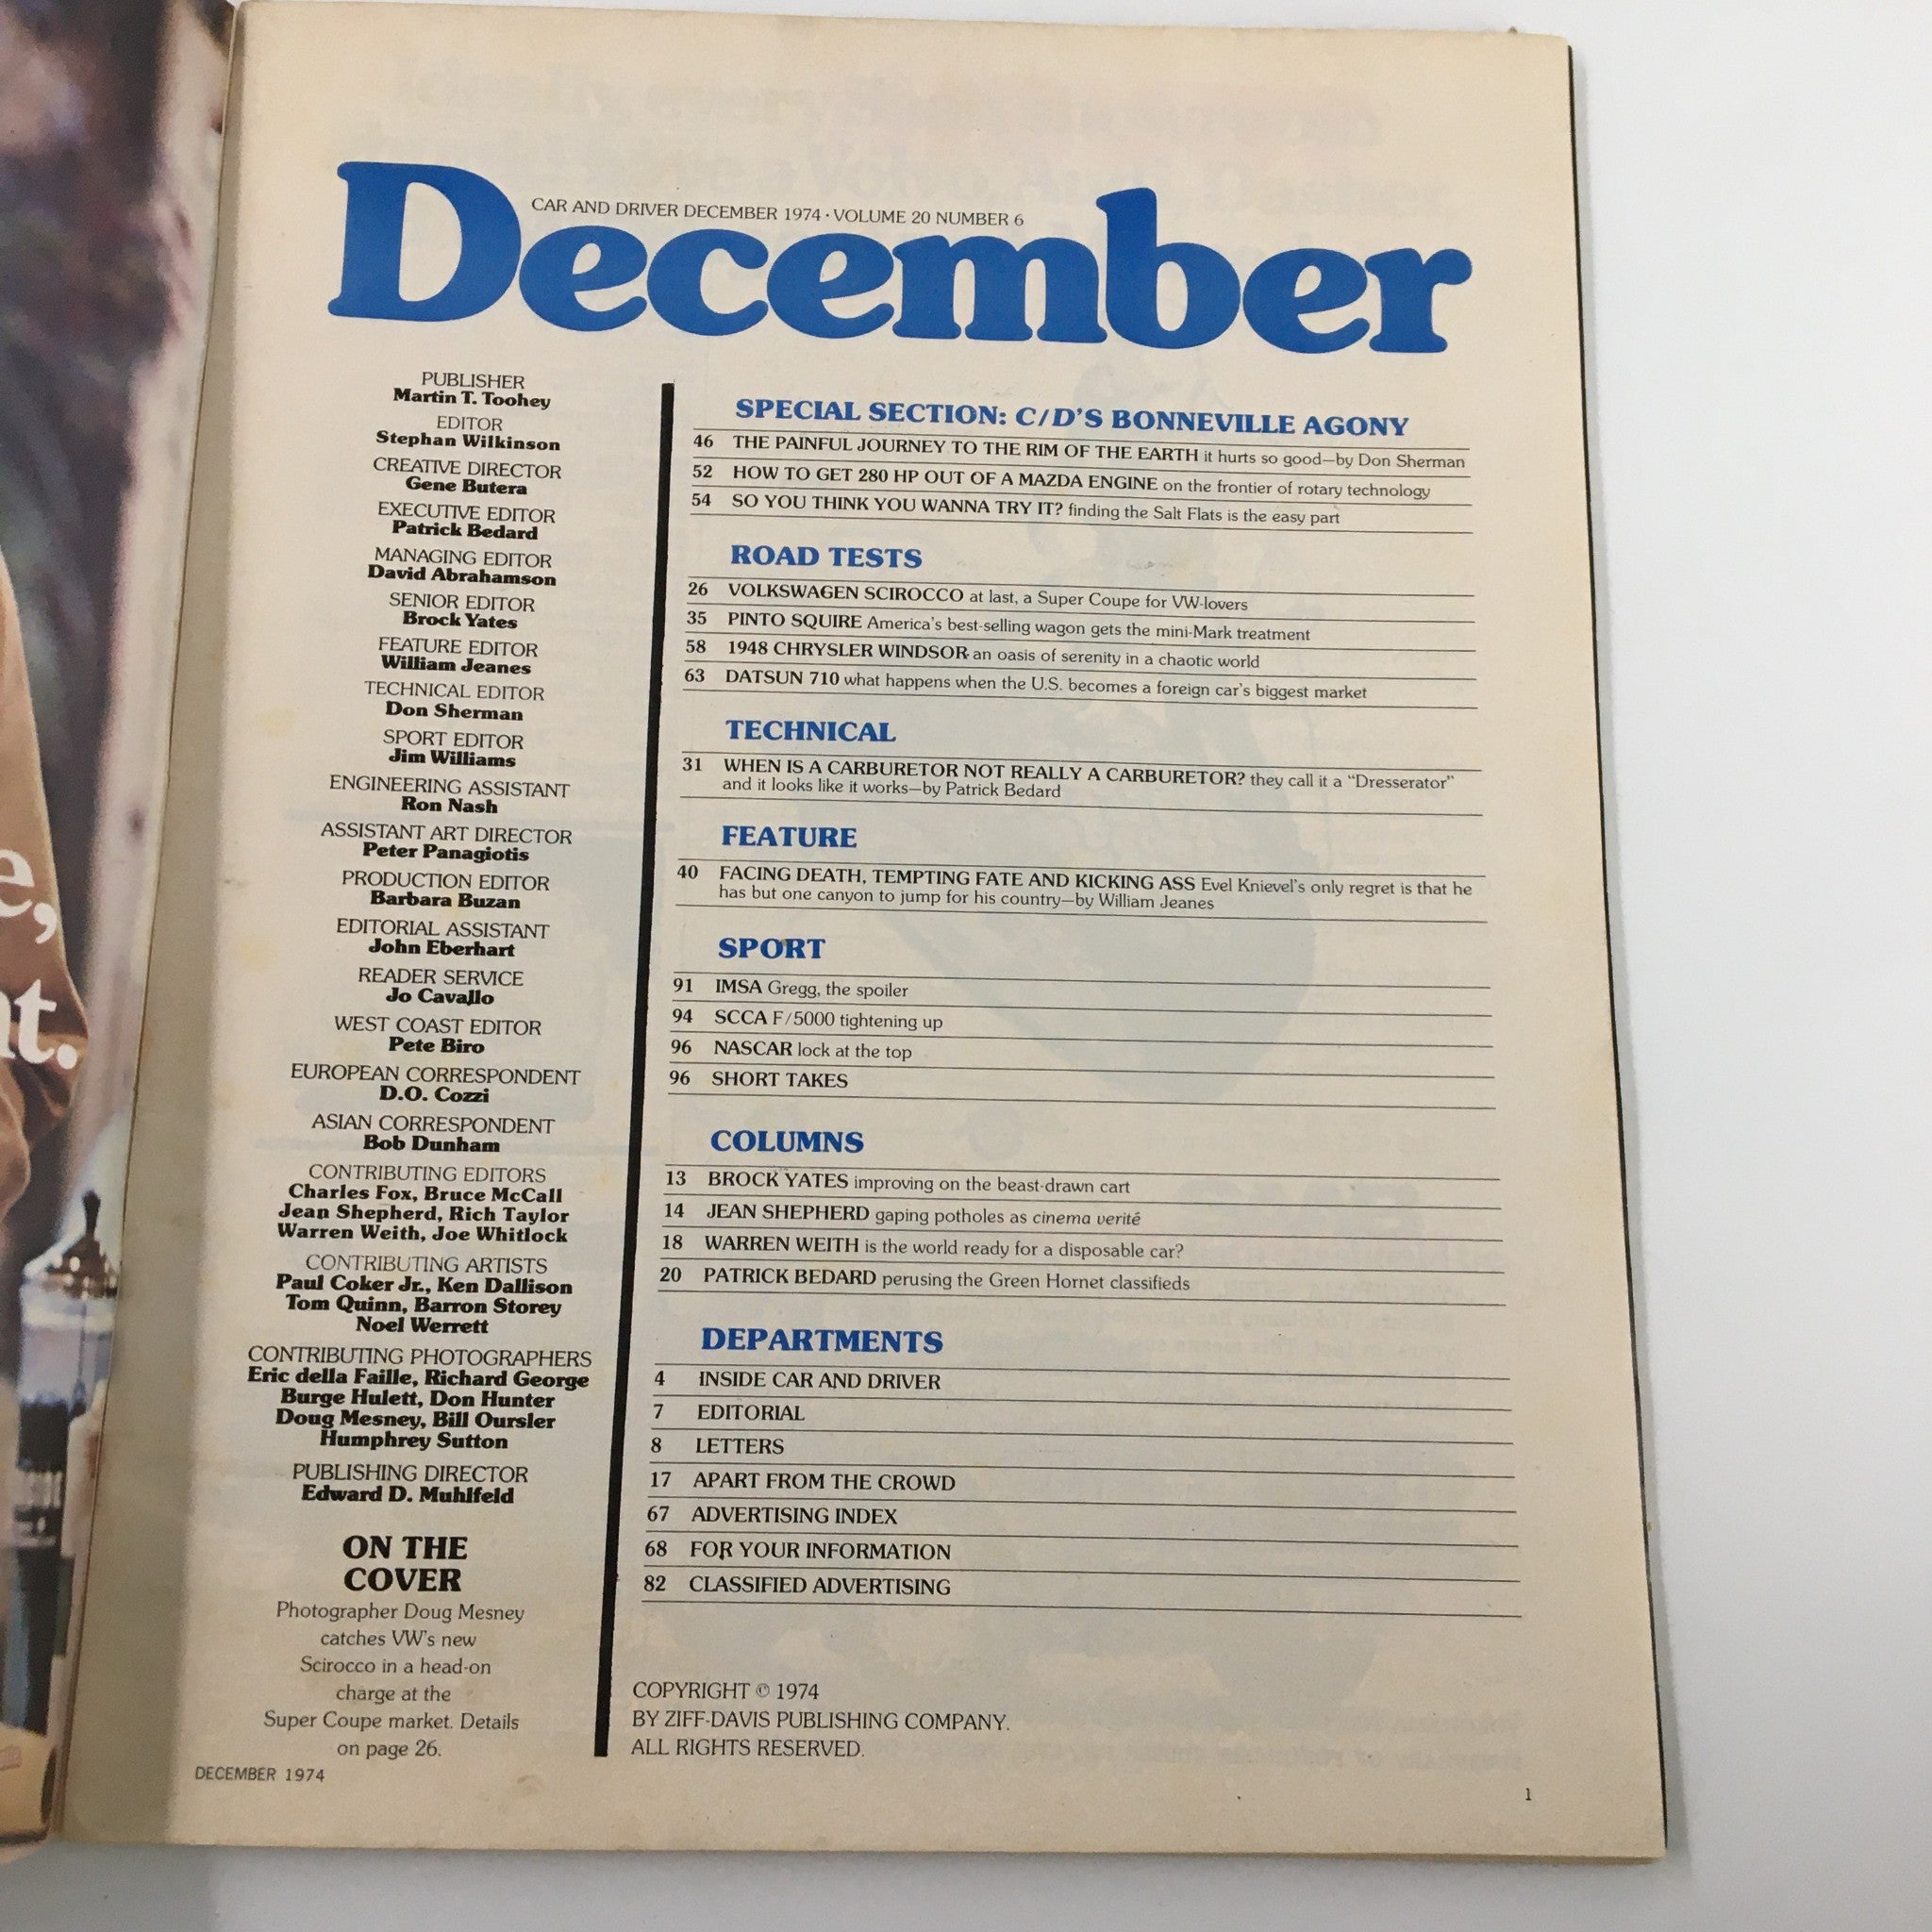 e,
nt.
CAR AND DRIVER DECEMBER 1974 · VOLUME 20 NUMBER 6
December
PUBLISHER
Martin T. Toohey
EDITOR
Stephan Wilkinson
CREATIVE DIRECTOR
Gene Butera
EXECUTIVE EDITOR
Patrick Bedard
MANAGING EDITOR
David Abrahamson
SENIOR EDITOR
Brock Yates
FEATURE EDITOR
William Jeanes
TECHNICAL EDITOR
Don Sherman
SPORT EDITOR
Jim Williams
ENGINEERING ASSISTANT
Ron Nash
ASSISTANT ART DIRECTOR
Peter Panagiotis
PRODUCTION EDITOR
Barbara Buzan
EDITORIAL ASSISTANT
John Eberhart
READER SERVICE
Jo Cavallo
WEST COAST EDITOR
Pete Biro
EUROPEAN CORRESPONDENT
D.O. Cozzi
ASIAN CORRESPONDENT
Bob Dunham
CONTRIBUTING EDITORS
Charles Fox, Bruce McCall
Jean Shepherd, Rich Taylor
Warren Weith, Joe Whitlock
CONTRIBUTING ARTISTS
Paul Coker Jr., Ken Dallison
Tom Quinn, Barron Storey
Noel Werrett
CONTRIBUTING PHOTOGRAPHERS
Eric della Faille, Richard George
Burge Hulett, Don Hunter
Doug Mesney, Bill Oursler
Humphrey Sutton
PUBLISHING DIRECTOR
Edward D. Muhlfeld
ON THE
COVER
Photographer Doug Mesney
catches VW's new
Scirocco in a head-on
charge at the
Super Coupe market. Details
on page 26.
SPECIAL SECTION: C/D'S BONNEVILLE AGONY
46 THE PAINFUL JOURNEY TO THE RIM OF THE EARTH it hurts so good—by Don Sherman
52 HOW TO GET 280 HP OUT OF A MAZDA ENGINE on the frontier of rotary technology
54 SO YOU THINK YOU WANNA TRY IT? finding the Salt Flats is the easy part
ROAD TESTS
26 VOLKSWAGEN SCIROCCO at last, a Super Coupe for VW-lovers
35 PINTO SQUIRE America's best-selling wagon gets the mini-Mark treatment
58 1948 CHRYSLER WINDSOR an oasis of serenity in a chaotic world
63 DATSUN 710 what happens when the U.S. becomes a foreign car's biggest market
TECHNICAL
31 WHEN IS A CARBURETOR NOT REALLY A CARBURETOR? they call it a “Dresserator”
and it looks like it works—by Patrick Bedard
FEATURE
40 FACING DEATH, TEMPTING FATE AND KICKING ASS Evel Knievel's only regret is that he
has but one canyon to jump for his country—by William Jeanes
SPORT
91 IMSA Gregg, the spoiler
94 SCCA F/5000 tightening up
96 NASCAR lock at the top
96 SHORT TAKES
COLUMNS
13 BROCK YATES improving on the beast-drawn cart
14 JEAN SHEPHERD gaping potholes as cinema verité
18 WARREN WEITH is the world ready for a disposable car?
20 PATRICK BEDARD perusing the Green Hornet classifieds
DEPARTMENTS
4 INSIDE CAR AND DRIVER
7 EDITORIAL
8 LETTERS
17 APART FROM THE CROWD
67 ADVERTISING INDEX
68 FOR YOUR INFORMATION
82 CLASSIFIED ADVERTISING
COPYRIGHT © 1974
BY ZIFF-DAVIS PUBLISHING COMPANY.
ALL RIGHTS RESERVED.
DECEMBER 1974
1